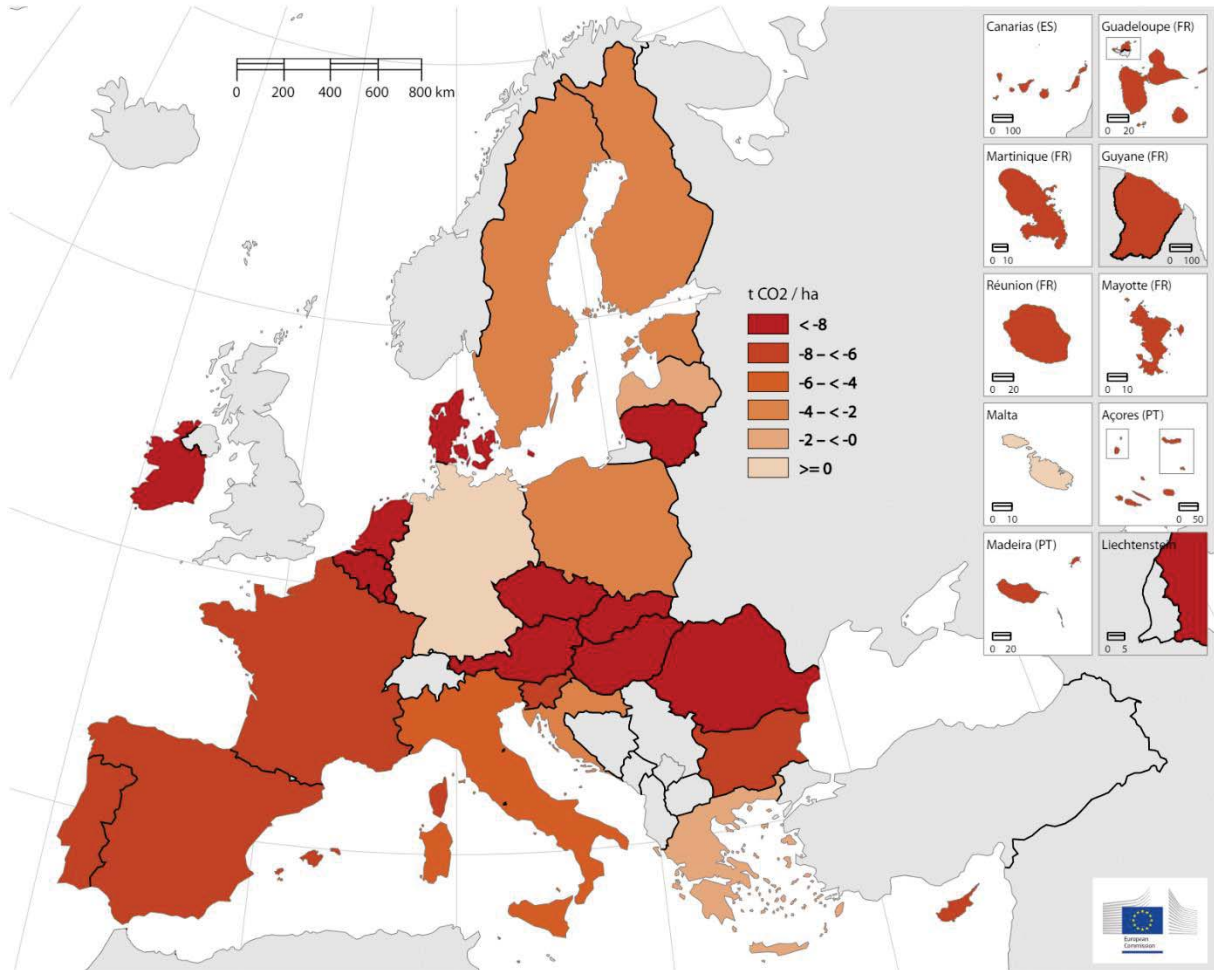 0 200 400 600 800 km
t CO2 / ha
< -8
-8 – < -6
-6 – < -4
-4 – < -2
-2 – < -0
>= 0
Canarias (ES)
0 100
Guadeloupe (FR)
0 20
Martinique (FR)
0 10
Guyane (FR)
0 100
Réunion (FR)
0 20
Mayotte (FR)
0 10
Malta
0 10
Açores (PT)
0 50
Madeira (PT)
0 20
Liechtenstein
0 5
European
Commission